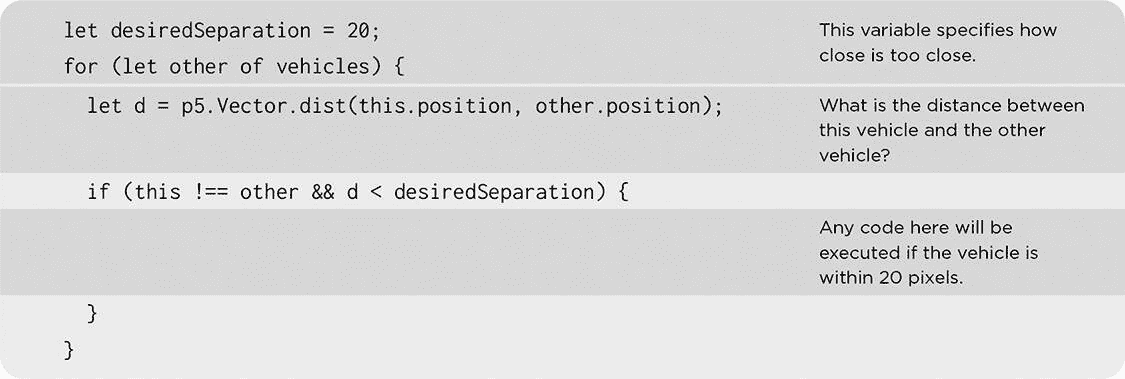 let desiredSeparation = 20;
This variable specifies how
close is too close.
for (let other of vehicles) {
let d = p5.Vector.dist(this.position, other.position);
What is the distance between
this vehicle and the other
vehicle?
if (this !== other && d < desiredSeparation) {
Any code here will be
executed if the vehicle is
within 20 pixels.
}
}